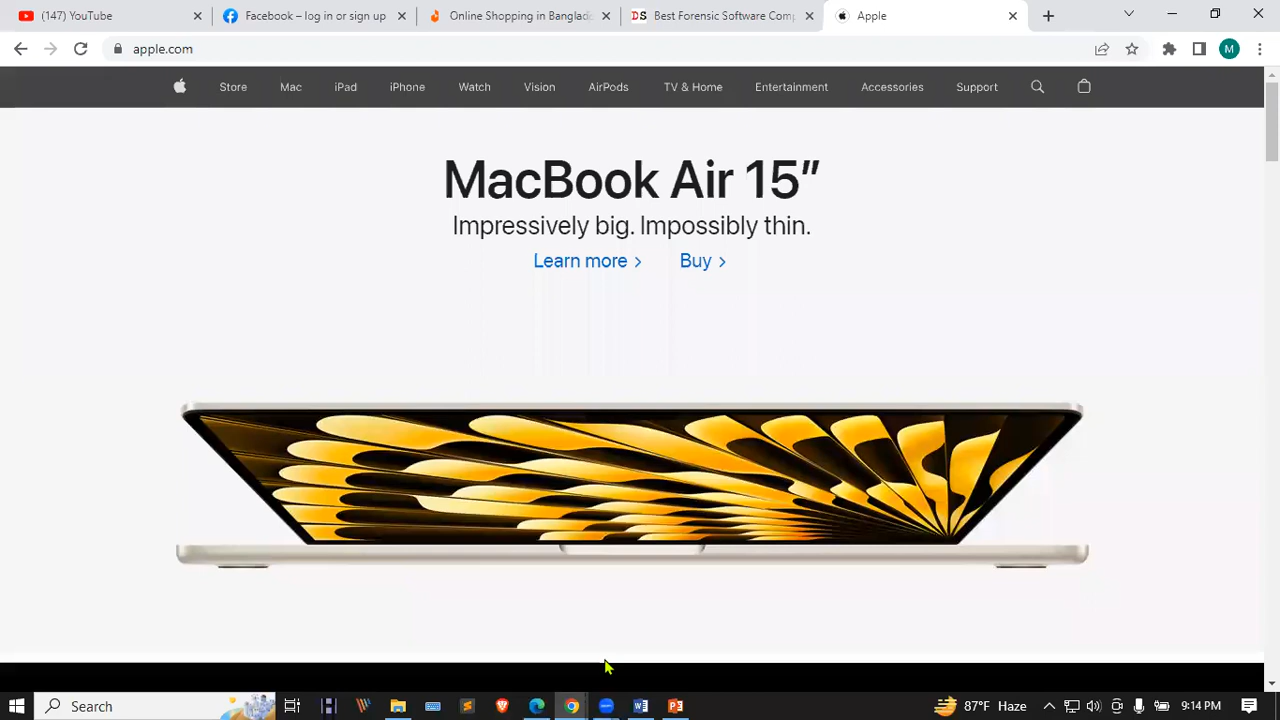 (147) YouTube
Facebook – log in or sign up
Online Shopping in Banglad
Best Forensic Software Com
Apple
apple.com
M
Store Mac iPad iPhone Watch Vision AirPods TV & Home Entertainment Accessories Support
MacBook Air 15”
Impressively big. Impossibly thin.
Learn more > Buy >
Search
87°F Haze
9:14 PM